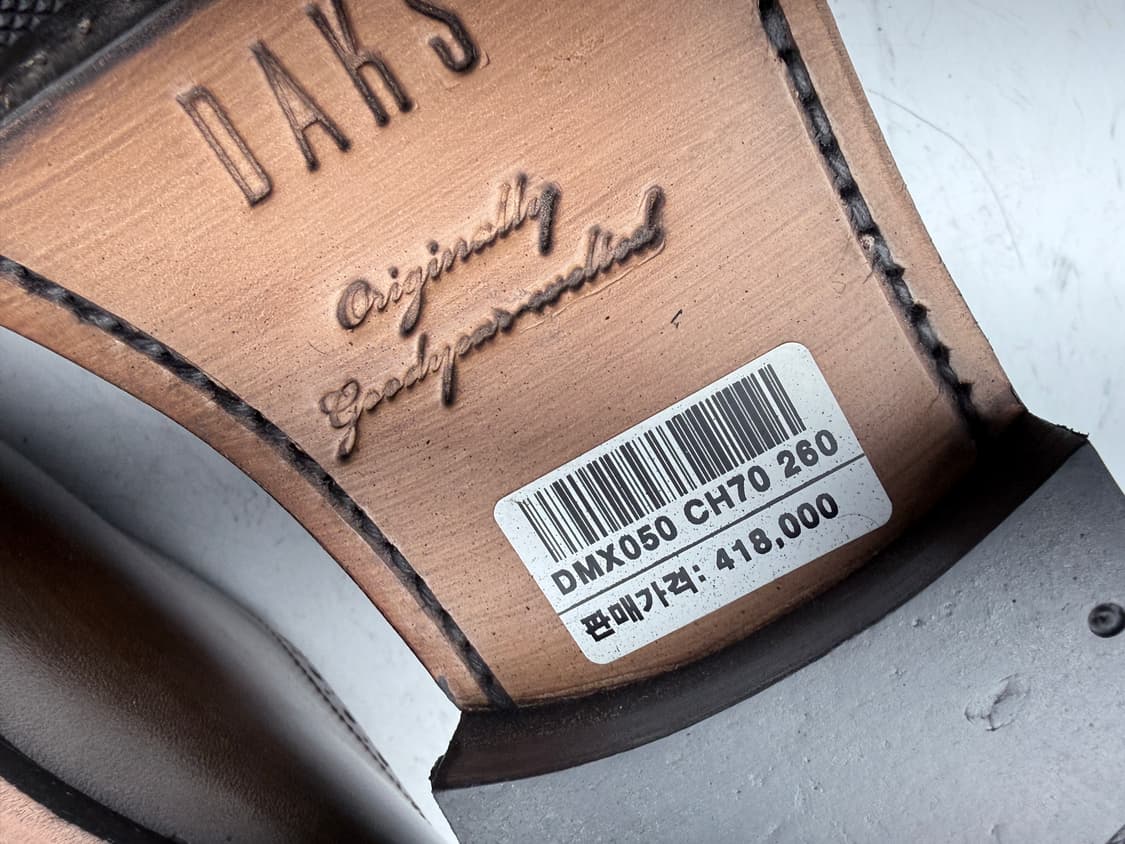 DAKS
Originally
Goodyear welted
DMX050 CH70 260
판매가격: 418,000